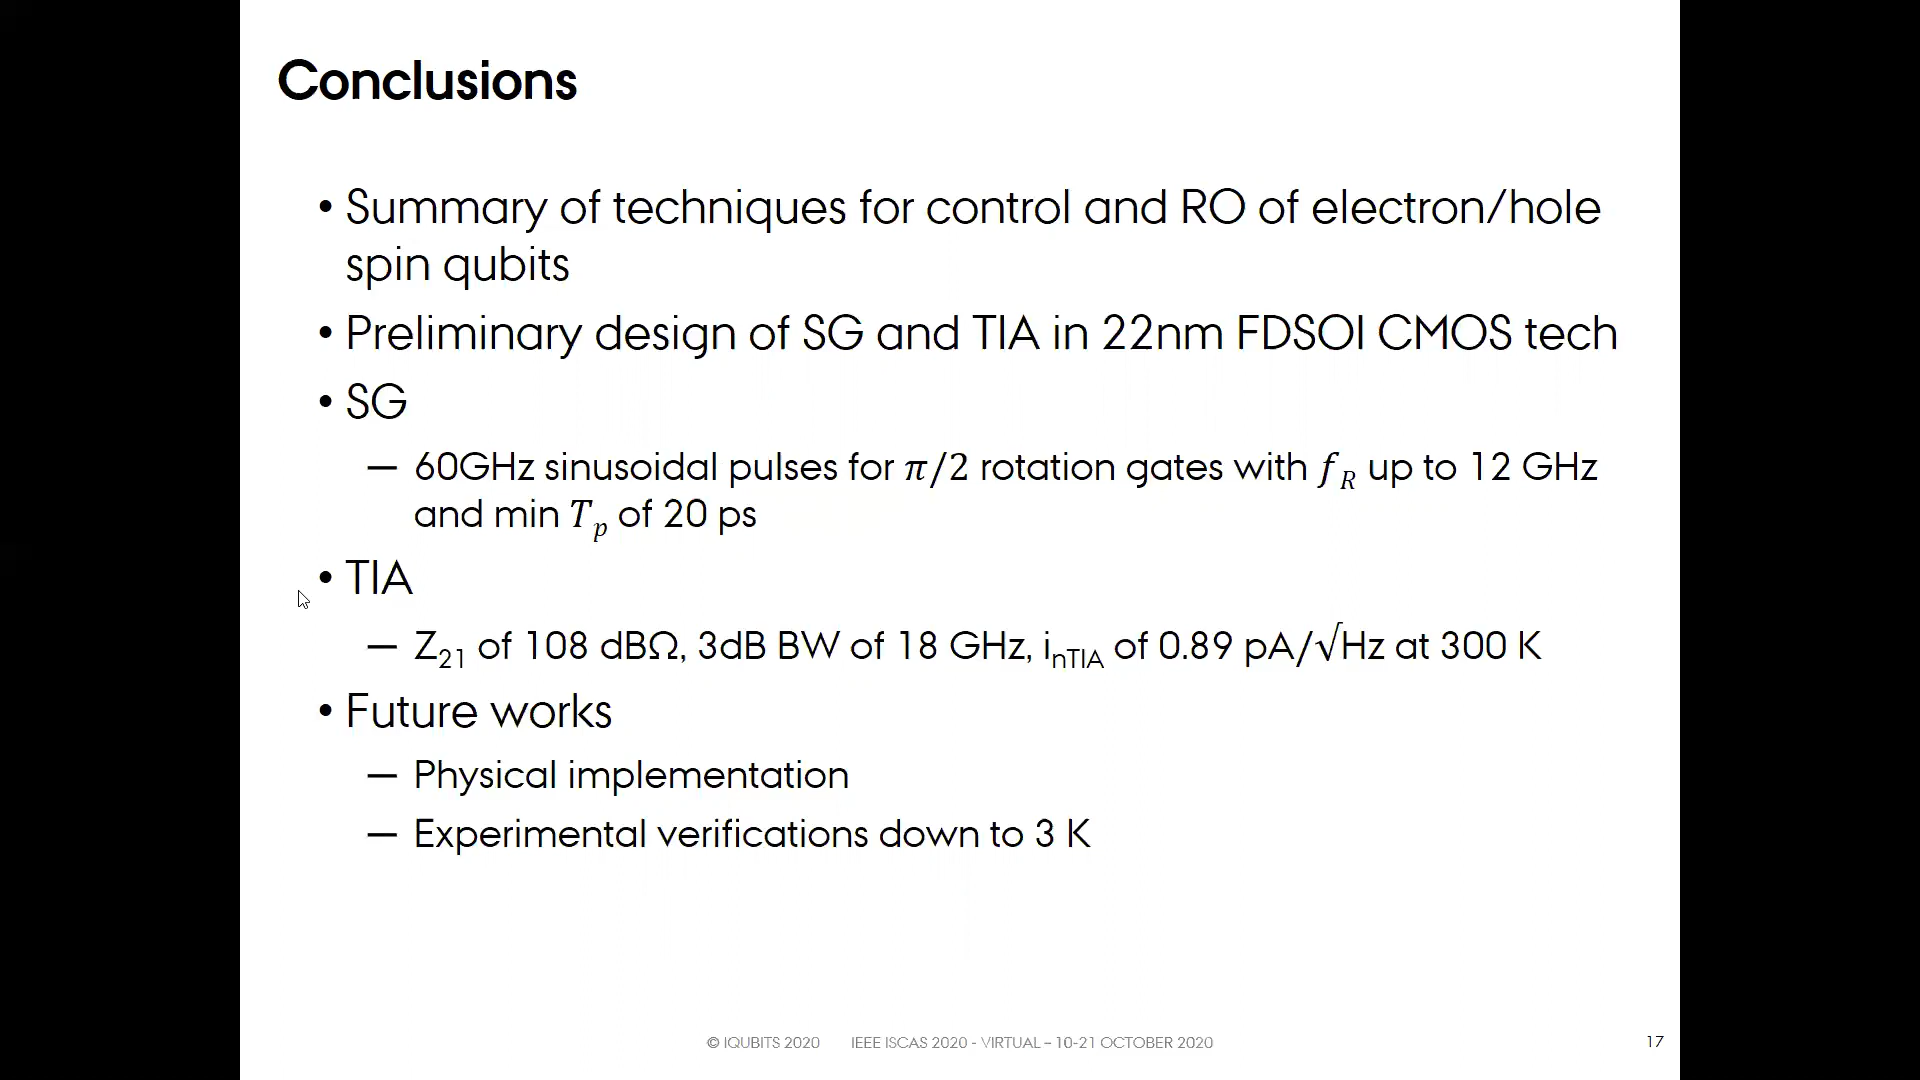 Conclusions
• Summary of techniques for control and RO of electron/hole
spin qubits
• Preliminary design of SG and TIA in 22nm FDSOI CMOS tech
• SG
— 60GHz sinusoidal pulses for π/2 rotation gates with f_R up to 12 GHz
and min T_p of 20 ps
• TIA
— Z₂₁ of 108 dBΩ, 3dB BW of 18 GHz, i_nTIA of 0.89 pA/√Hz at 300 K
• Future works
— Physical implementation
— Experimental verifications down to 3 K
© IQUBITS 2020 IEEE ISCAS 2020 - VIRTUAL – 10-21 OCTOBER 2020
17